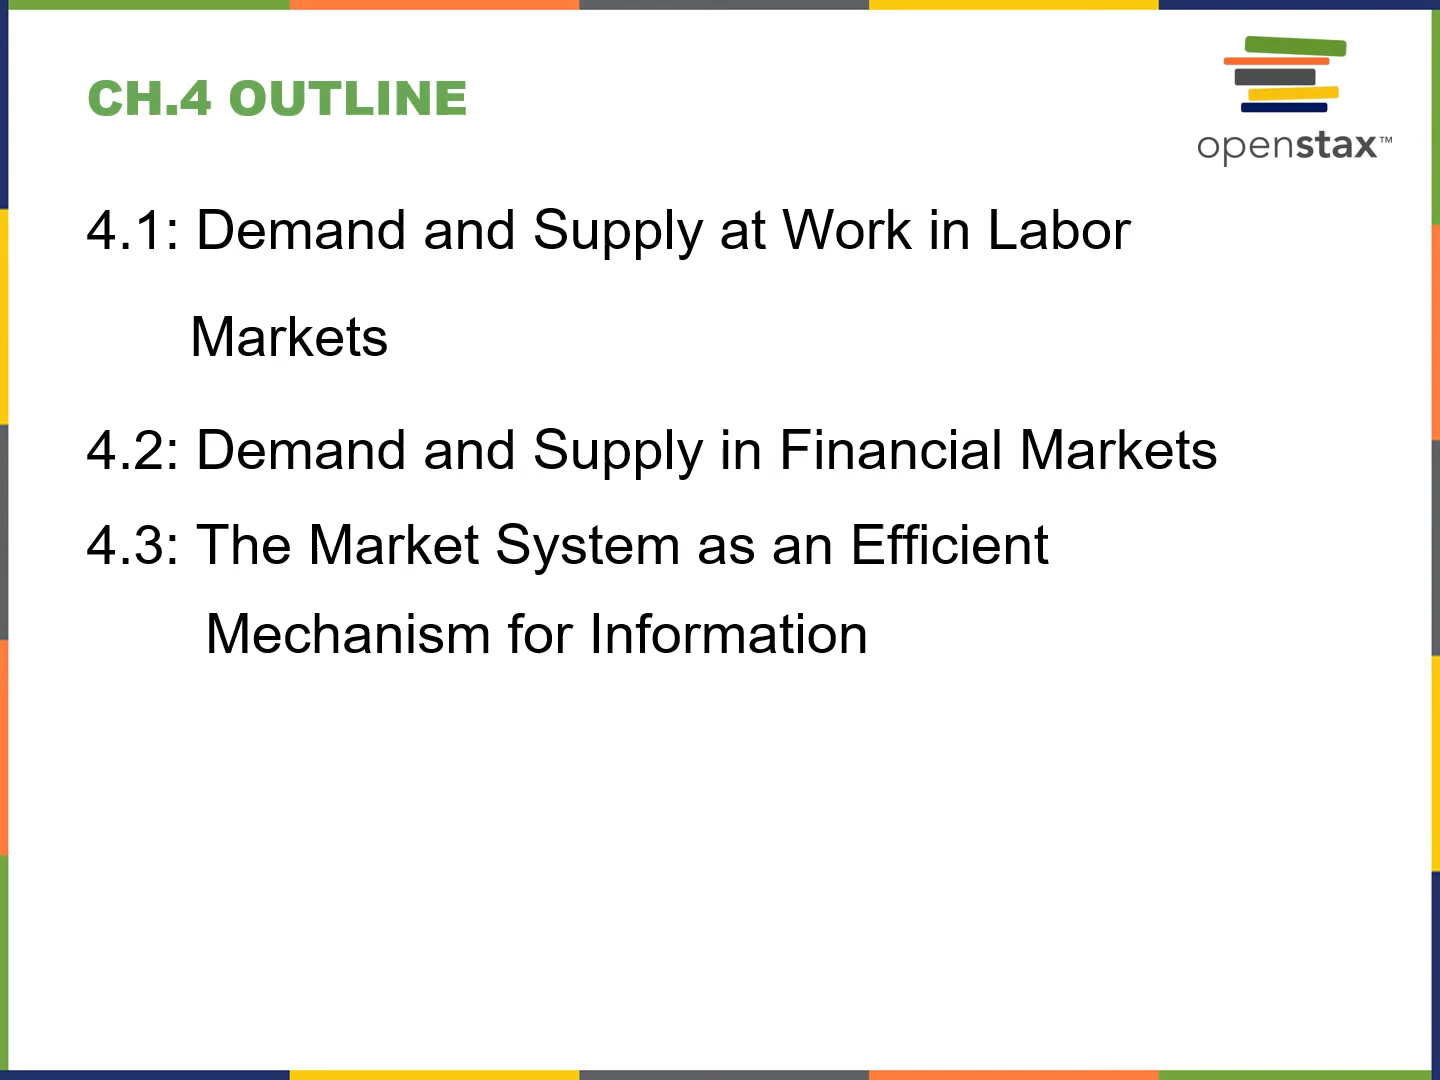 CH.4 OUTLINE
openstax™
4.1: Demand and Supply at Work in Labor
Markets
4.2: Demand and Supply in Financial Markets
4.3: The Market System as an Efficient
Mechanism for Information